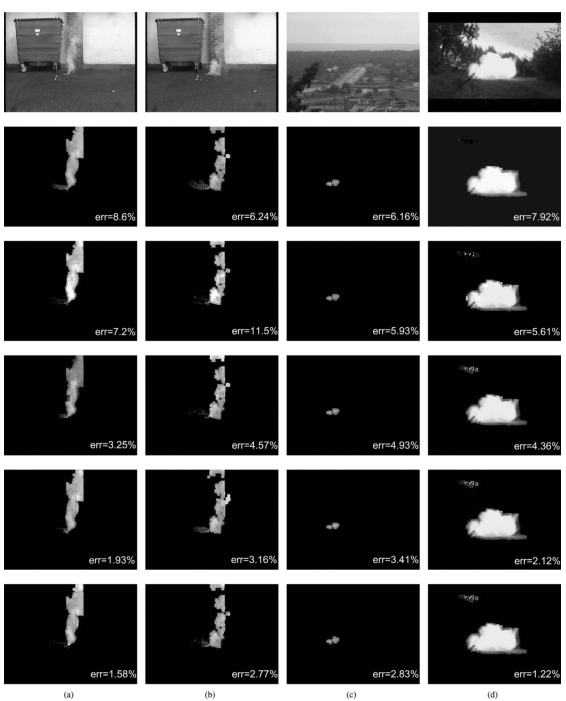 err=8.6%
err=6.24%
err=6.16%
err=7.92%
err=7.2%
err=11.5%
err=5.93%
err=5.61%
err=3.25%
err=4.57%
err=4.93%
err=4.36%
err=1.93%
err=3.16%
err=3.41%
err=2.12%
err=1.58%
err=2.77%
err=2.83%
err=1.22%
(a)
(b)
(c)
(d)